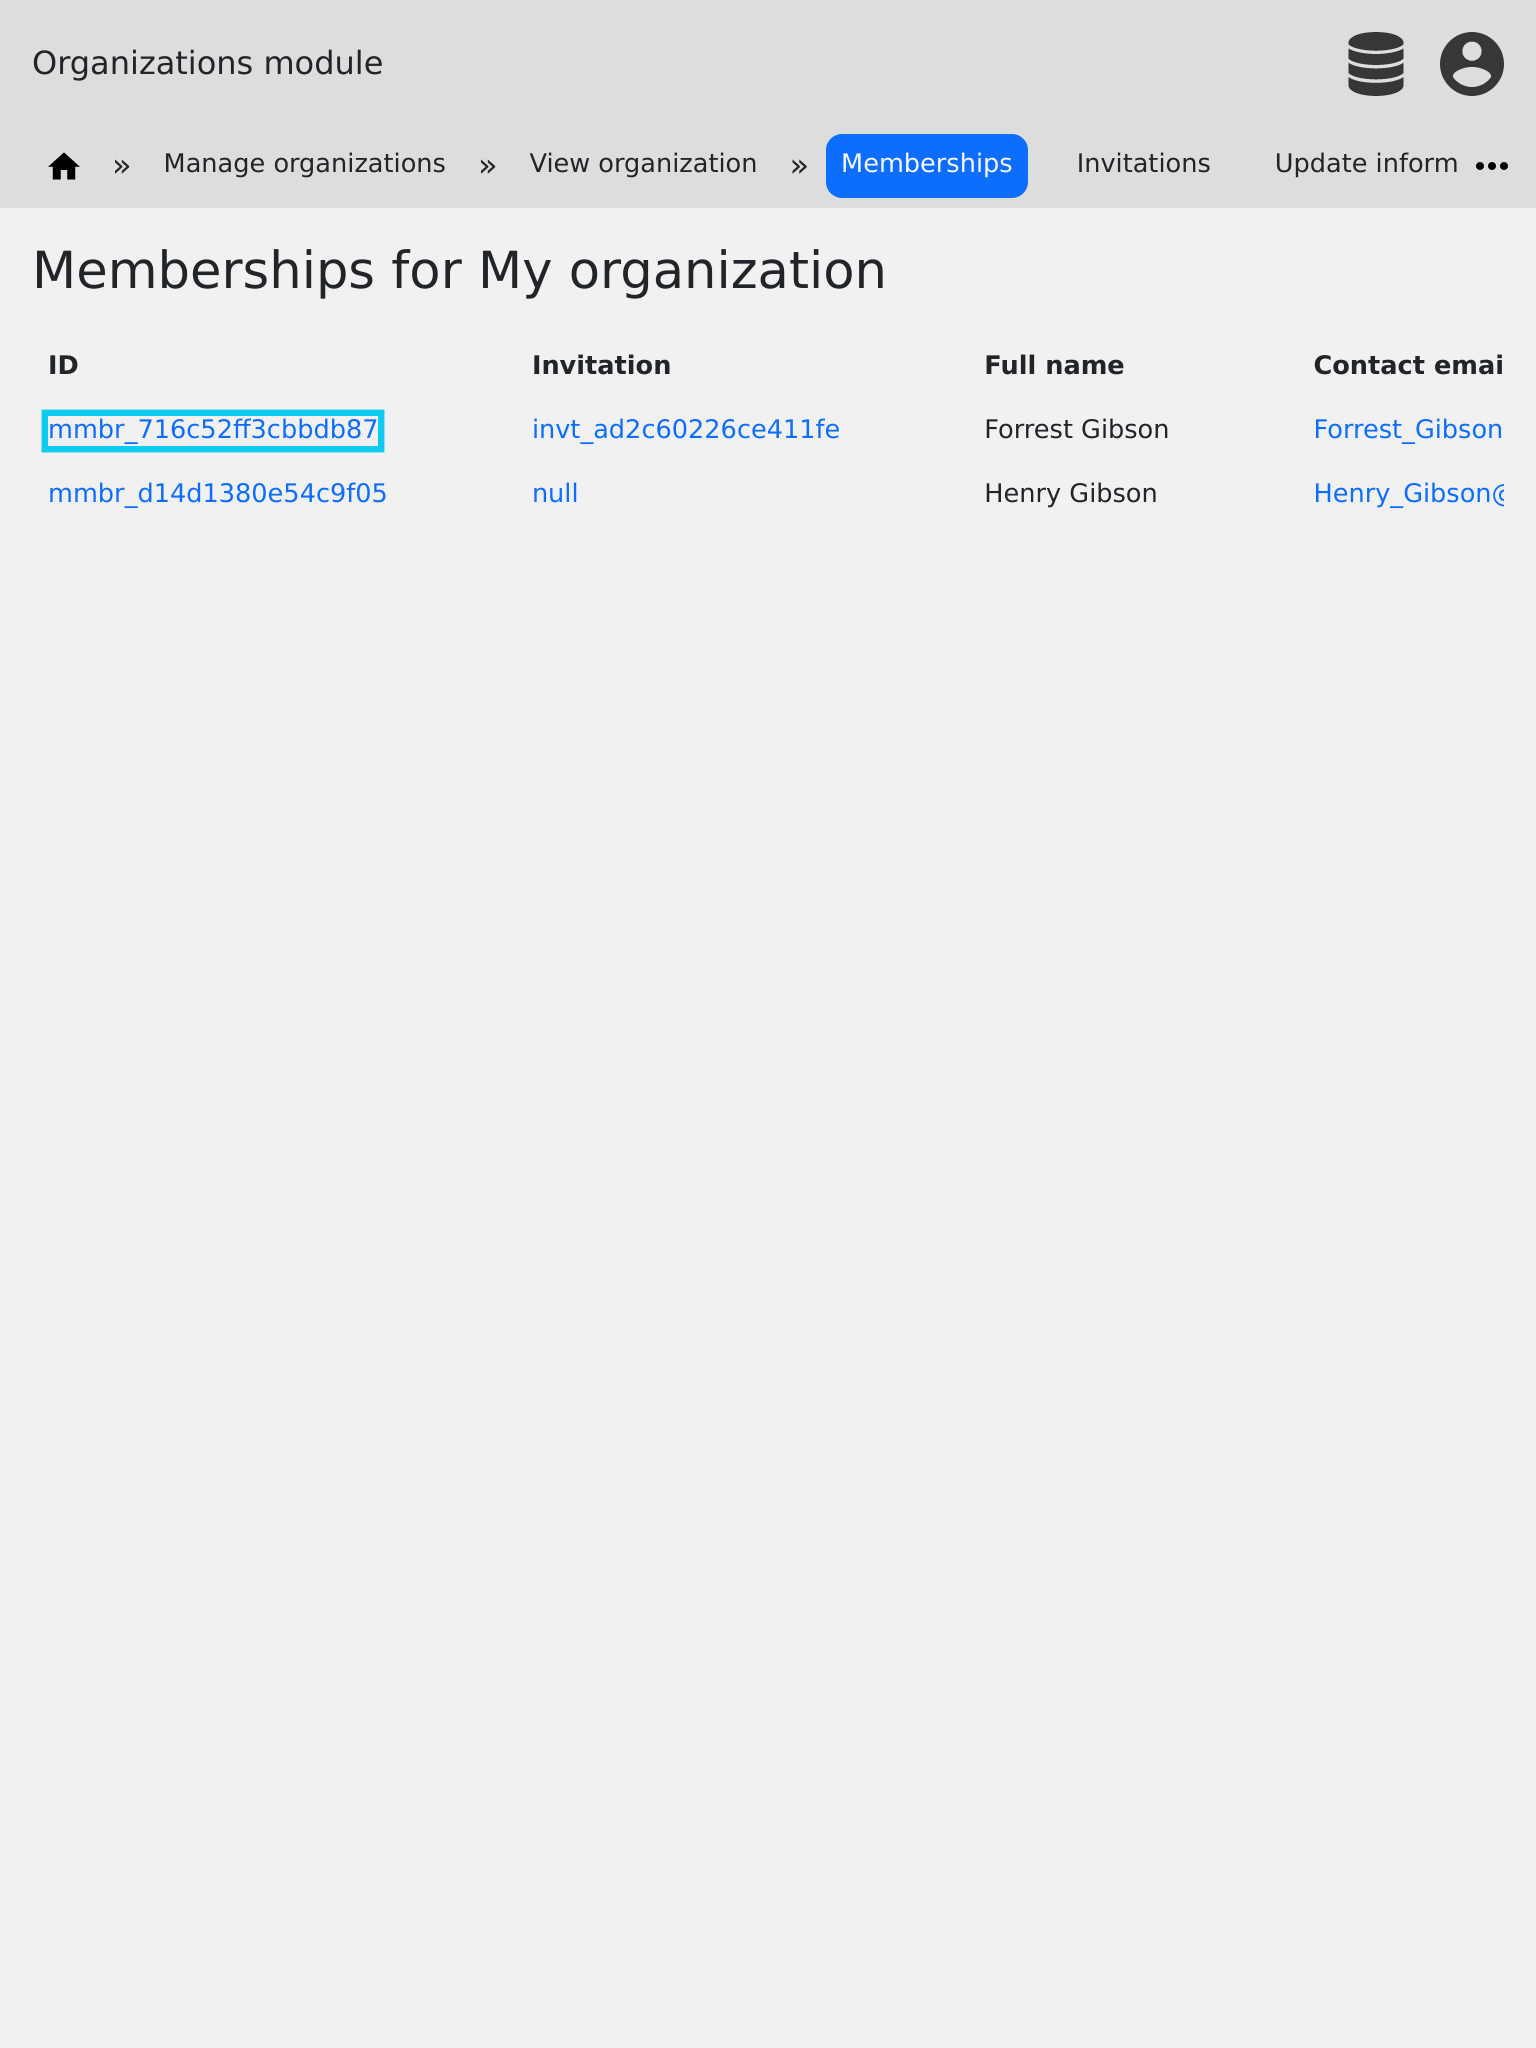 Organizations module
» Manage organizations » View organization » Memberships Invitations Update inform
Memberships for My organization
ID Invitation Full name Contact emai
mmbr_716c52ff3cbbdb87 invt_ad2c60226ce411fe Forrest Gibson Forrest_Gibson
mmbr_d14d1380e54c9f05 null Henry Gibson Henry_Gibson@